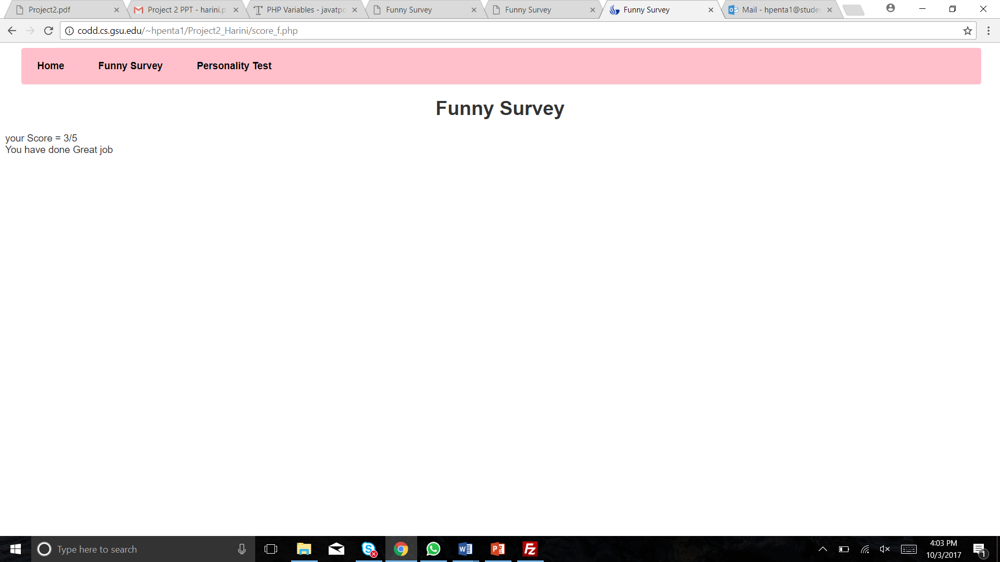 Project2.pdf
Project 2 PPT - harini.p
PHP Variables - javatpo
Funny Survey
Funny Survey
Funny Survey
Mail - hpenta1@stude
codd.cs.gsu.edu/~hpenta1/Project2_Harini/score_f.php
Home
Funny Survey
Personality Test
Funny Survey
your Score = 3/5
You have done Great job
Type here to search
4:03 PM
10/3/2017
1